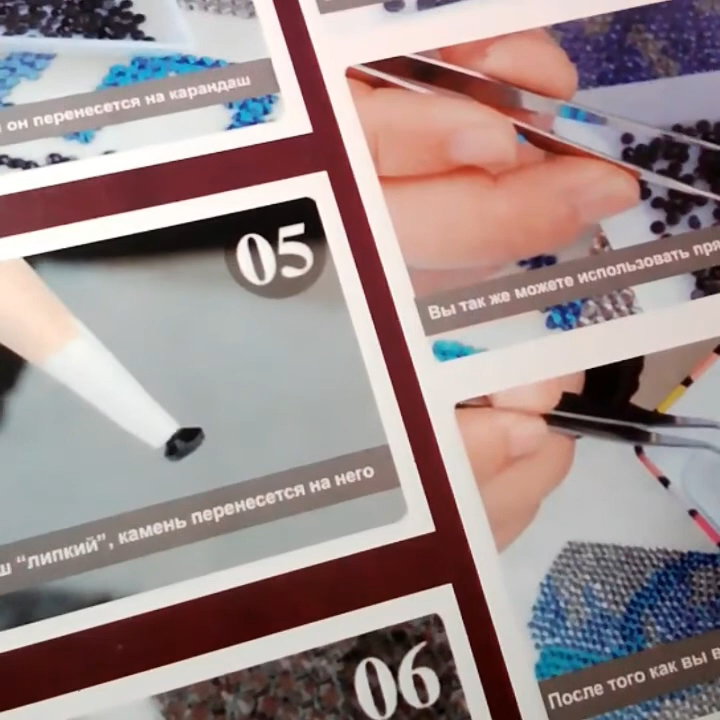 он перенесется на карандаш
05
"липкий", камень перенесется на него
06
Вы так же можете использовать
После того как вы